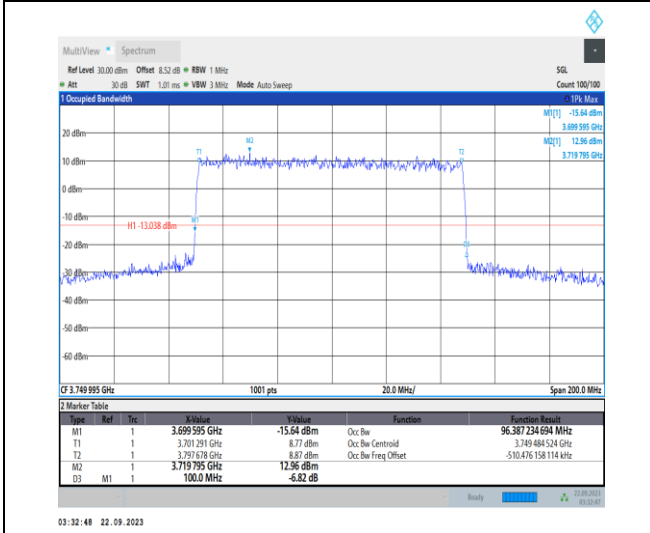 MultiView Spectrum
Ref Level 30.00 dBm Offset 8.52 dB RBW 1 MHz SGL
Att 30 dB SWT 1.01 ms VBW 3 MHz Mode Auto Sweep Count 100/100
1 Occupied Bandwidth 1Pk Max
M1[1] -15.64 dBm
3.699 595 GHz
M2[1] 12.96 dBm
3.719 795 GHz
20 dBm
M2
T1
T2
10 dBm
0 dBm
-10 dBm
M1
H1 -13.038 dBm
-20 dBm
D3
-30 dBm
-40 dBm
-50 dBm
-60 dBm
CF 3.749 995 GHz 1001 pts 20.0 MHz/ Span 200.0 MHz
2 Marker Table
Type Ref Trc X-Value Y-Value Function Function Result
M1 1 3.699 595 GHz -15.64 dBm Occ Bw 96.387 234 694 MHz
T1 1 3.701 291 GHz 8.77 dBm Occ Bw Centroid 3.749 484 524 GHz
T2 1 3.797 678 GHz 8.87 dBm Occ Bw Freq Offset -510.476 158 114 kHz
M2 1 3.719 795 GHz 12.96 dBm
D3 M1 1 100.0 MHz -6.82 dB
Ready 22.09.2023
03:32:47
03:32:48 22.09.2023